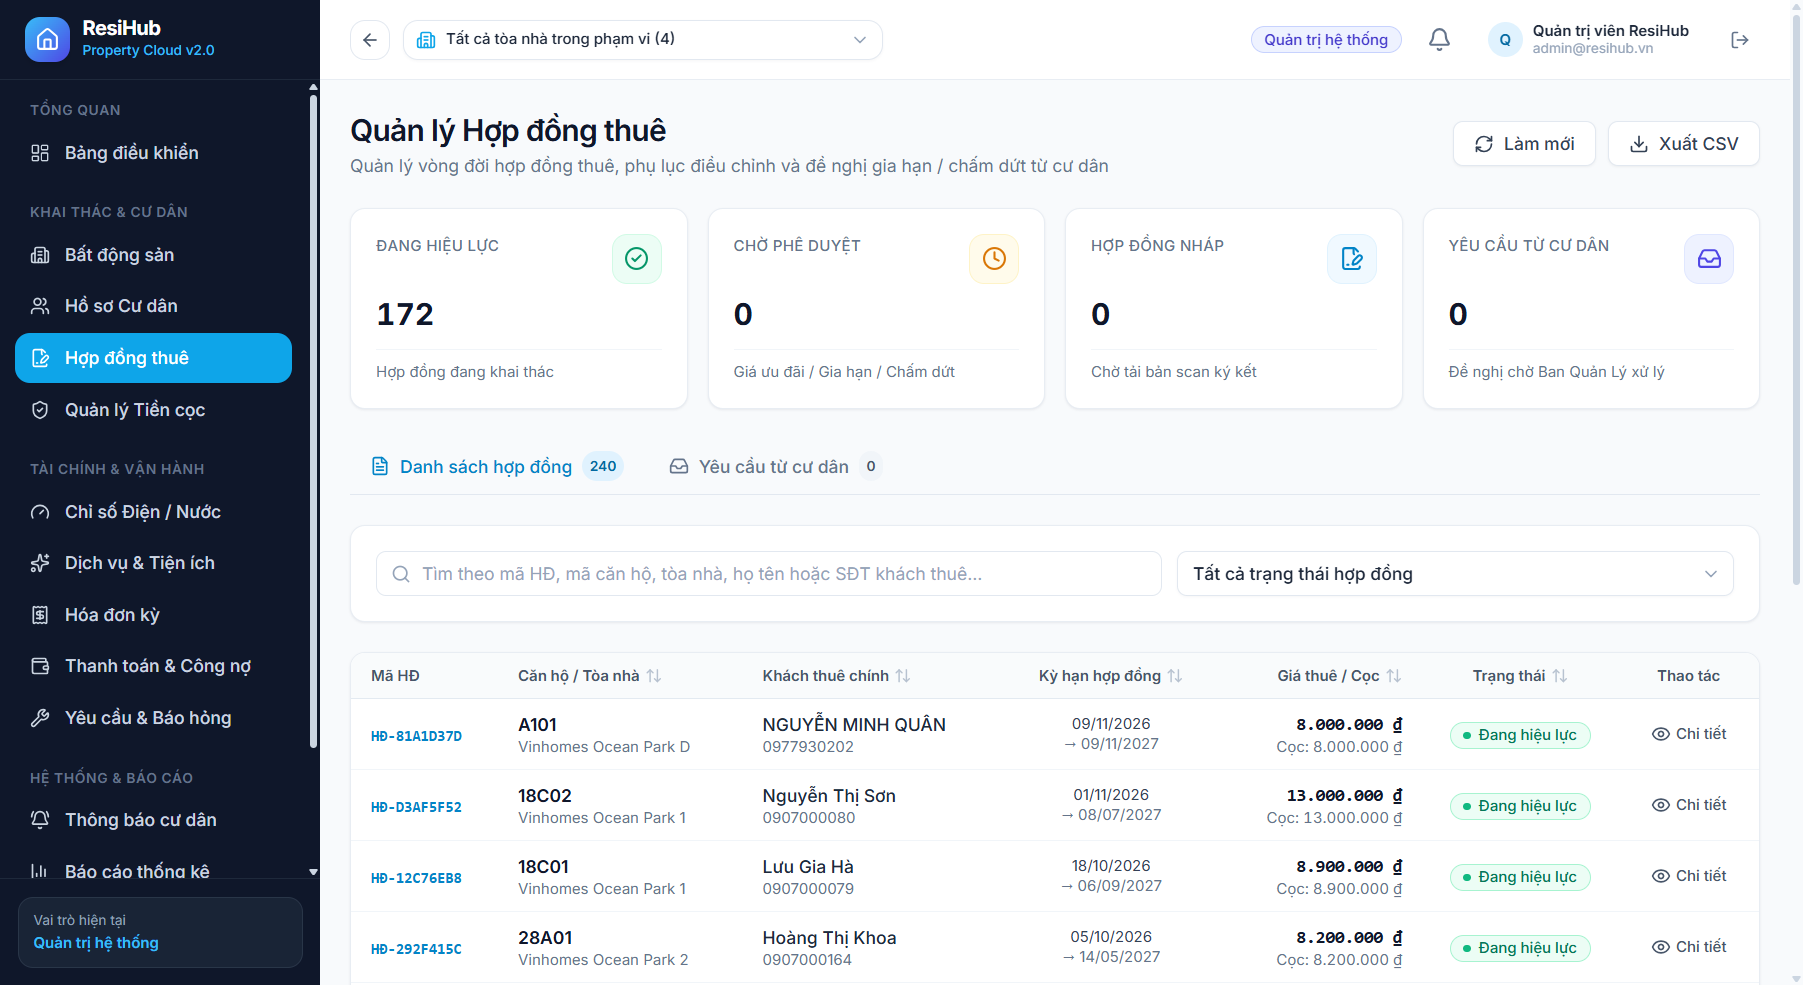 ResiHub
Property Cloud v2.0
TỔNG QUAN
Bảng điều khiển
KHAI THÁC & CƯ DÂN
Bất động sản
Hồ sơ Cư dân
Hợp đồng thuê
Quản lý Tiền cọc
TÀI CHÍNH & VẬN HÀNH
Chỉ số Điện / Nước
Dịch vụ & Tiện ích
Hóa đơn kỳ
Thanh toán & Công nợ
Yêu cầu & Báo hỏng
HỆ THỐNG & BÁO CÁO
Thông báo cư dân
Báo cáo thống kê
Vai trò hiện tại
Quản trị hệ thống
Tất cả tòa nhà trong phạm vi (4)
Quản trị hệ thống
Q
Quản trị viên ResiHub
admin@resihub.vn
Quản lý Hợp đồng thuê
Quản lý vòng đời hợp đồng thuê, phụ lục điều chỉnh và đề nghị gia hạn / chấm dứt từ cư dân
Làm mới
Xuất CSV
ĐANG HIỆU LỰC
172
Hợp đồng đang khai thác
CHỜ PHÊ DUYỆT
0
Giá ưu đãi / Gia hạn / Chấm dứt
HỢP ĐỒNG NHÁP
0
Chờ tải bản scan ký kết
YÊU CẦU TỪ CƯ DÂN
0
Đề nghị chờ Ban Quản Lý xử lý
Danh sách hợp đồng 240
Yêu cầu từ cư dân 0
Tìm theo mã HĐ, mã căn hộ, tòa nhà, họ tên hoặc SĐT khách thuê...
Tất cả trạng thái hợp đồng
Mã HĐ Căn hộ / Tòa nhà Khách thuê chính Kỳ hạn hợp đồng Giá thuê / Cọc Trạng thái Thao tác
HĐ-81A1D37D
A101
Vinhomes Ocean Park D
NGUYỄN MINH QUÂN
0977930202
09/11/2026
→ 09/11/2027
8.000.000 ₫
Cọc: 8.000.000 ₫
Đang hiệu lực
Chi tiết
HĐ-D3AF5F52
18C02
Vinhomes Ocean Park 1
Nguyễn Thị Sơn
0907000080
01/11/2026
→ 08/07/2027
13.000.000 ₫
Cọc: 13.000.000 ₫
Đang hiệu lực
Chi tiết
HĐ-12C76EB8
18C01
Vinhomes Ocean Park 1
Lưu Gia Hà
0907000079
18/10/2026
→ 06/09/2027
8.900.000 ₫
Cọc: 8.900.000 ₫
Đang hiệu lực
Chi tiết
HĐ-292F415C
28A01
Vinhomes Ocean Park 2
Hoàng Thị Khoa
0907000164
05/10/2026
→ 14/05/2027
8.200.000 ₫
Cọc: 8.200.000 ₫
Đang hiệu lực
Chi tiết